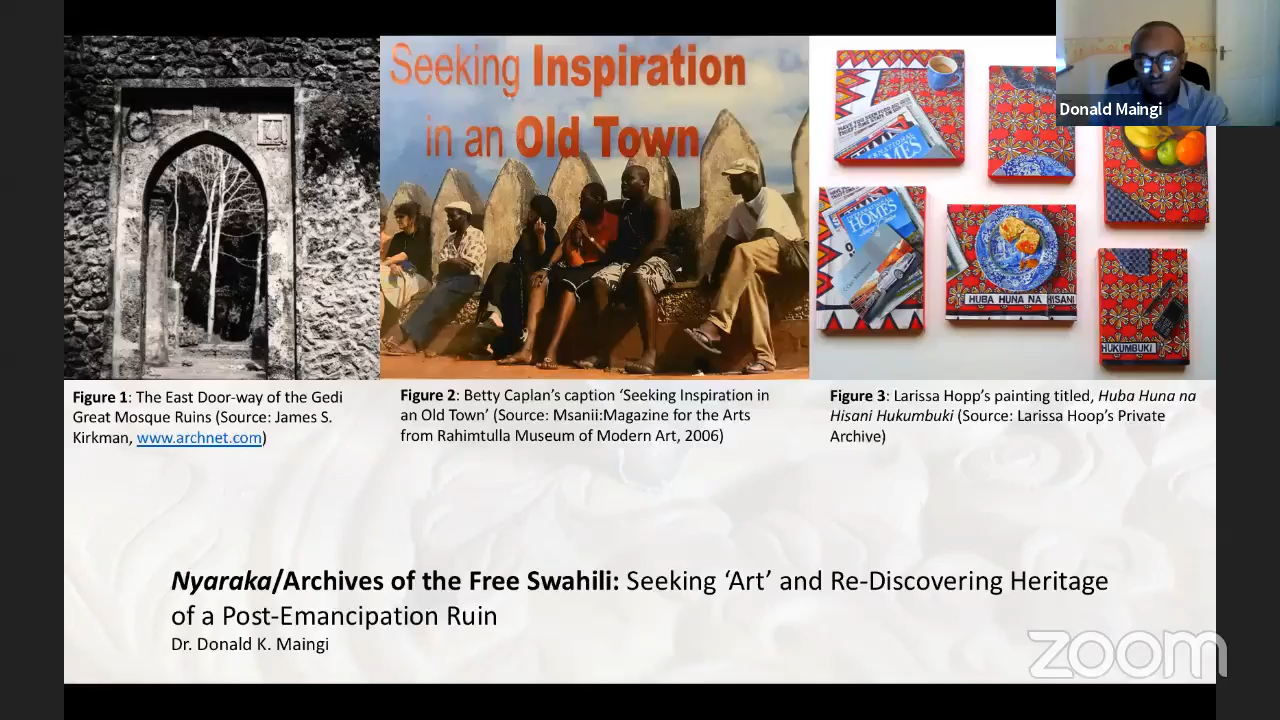 Seeking Inspiration
in an Old Town
Donald Maingi
HOMES
HUBA HUNA NA HISANI
HUKUMBUKI
Figure 1: The East Door-way of the Gedi
Great Mosque Ruins (Source: James S.
Kirkman, www.archnet.com)
Figure 2: Betty Caplan's caption ‘Seeking Inspiration in
an Old Town’ (Source: Msanii:Magazine for the Arts
from Rahimtulla Museum of Modern Art, 2006)
Figure 3: Larissa Hopp's painting titled, Huba Huna na
Hisani Hukumbuki (Source: Larissa Hoop's Private
Archive)
Nyaraka/Archives of the Free Swahili: Seeking ‘Art’ and Re-Discovering Heritage
of a Post-Emancipation Ruin
Dr. Donald K. Maingi
zoom